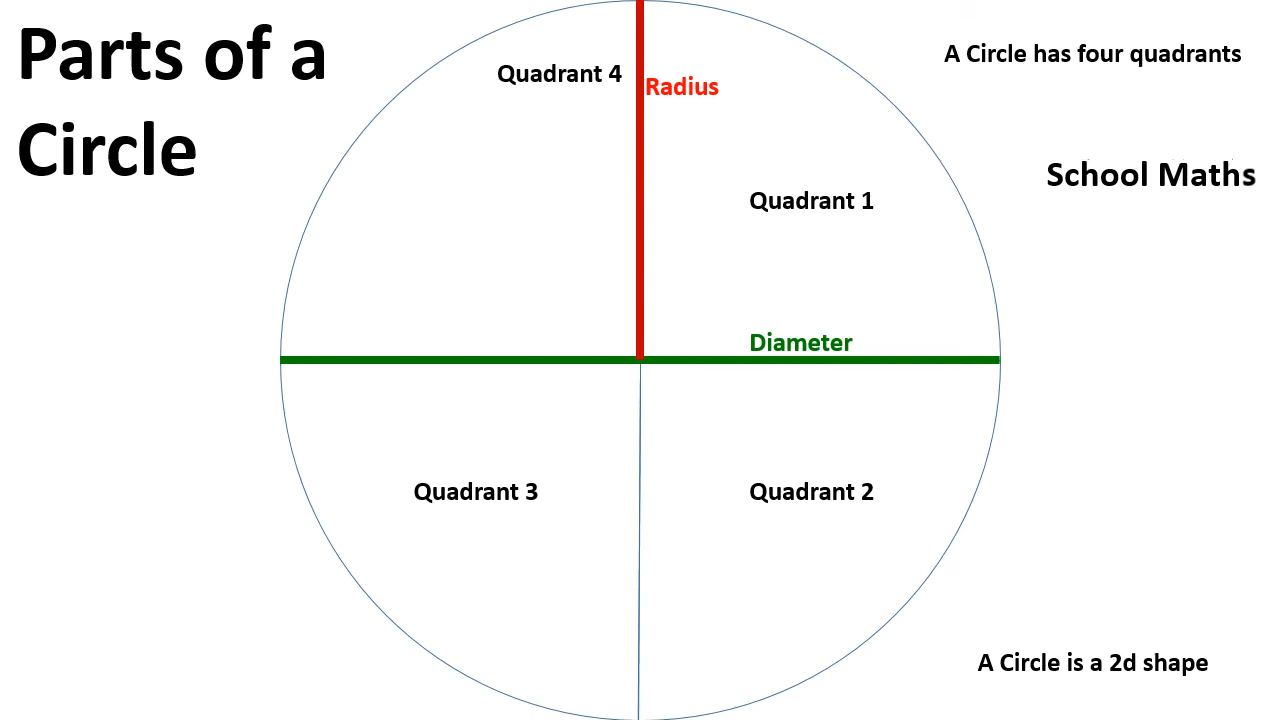 Parts of a
Circle
A Circle has four quadrants
School Maths
Quadrant 4
Radius
Quadrant 1
Diameter
Quadrant 3
Quadrant 2
A Circle is a 2d shape